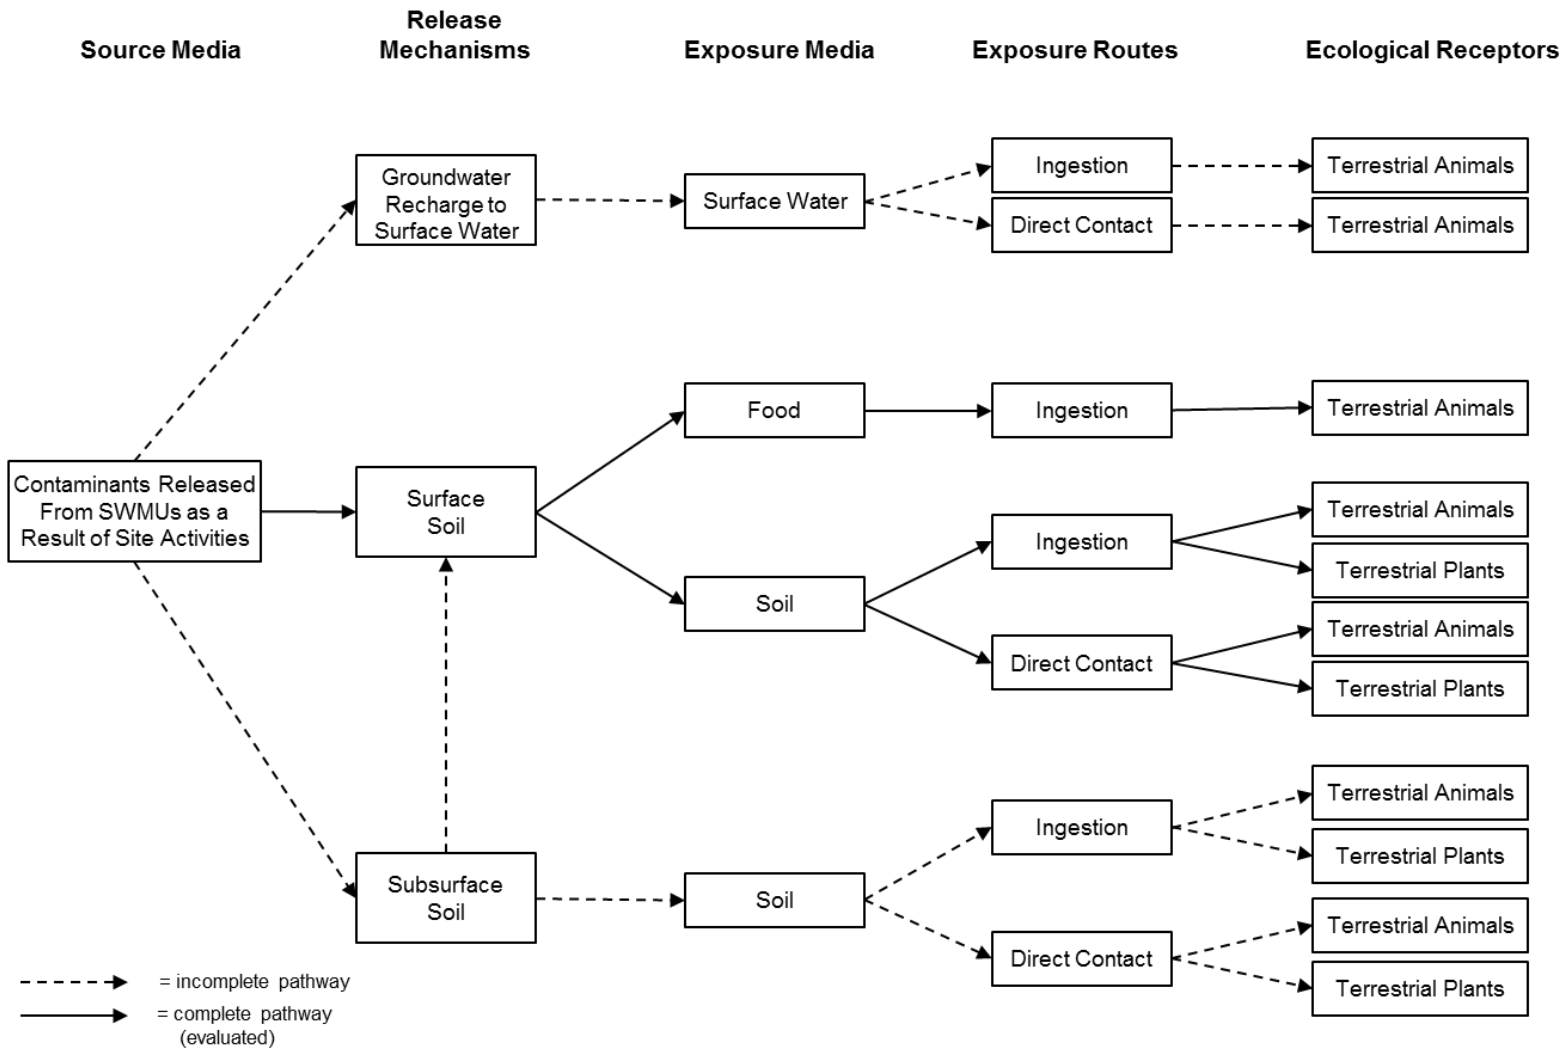 Source Media
Release
Mechanisms
Exposure Media
Exposure Routes
Ecological Receptors
Groundwater
Recharge to
Surface Water
Surface Water
Ingestion
Terrestrial Animals
Direct Contact
Terrestrial Animals
Contaminants Released
From SWMUs as a
Result of Site Activities
Surface
Soil
Food
Ingestion
Terrestrial Animals
Soil
Ingestion
Terrestrial Animals
Terrestrial Plants
Direct Contact
Terrestrial Animals
Terrestrial Plants
Subsurface
Soil
Soil
Ingestion
Terrestrial Animals
Terrestrial Plants
Direct Contact
Terrestrial Animals
Terrestrial Plants
= incomplete pathway
= complete pathway
(evaluated)